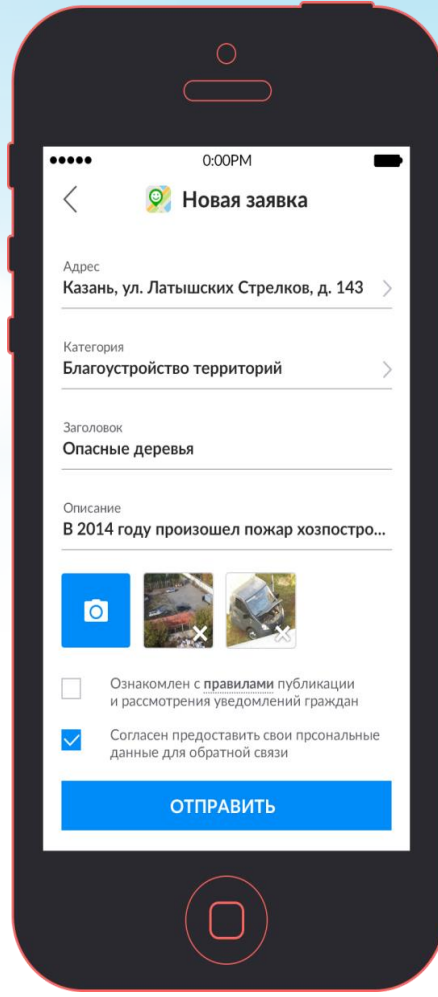 0:00PM
Новая заявка
Адрес
Казань, ул. Латышских Стрелков, д. 143
Категория
Благоустройство территорий
Заголовок
Опасные деревья
Описание
В 2014 году произошел пожар хозпостро...
Ознакомлен с правилами публикации
и рассмотрения уведомлений граждан
Согласен предоставить свои прсональные
данные для обратной связи
ОТПРАВИТЬ